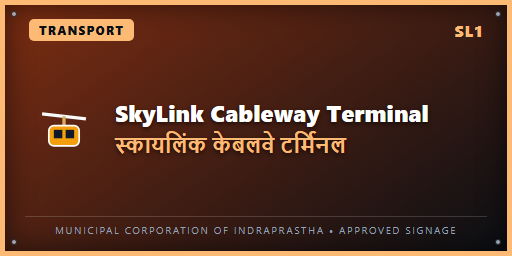 TRANSPORT
SL1
SkyLink Cableway Terminal
स्कायलिंक केबलवे टर्मिनल
MUNICIPAL CORPORATION OF INDRAPRASTHA • APPROVED SIGNAGE